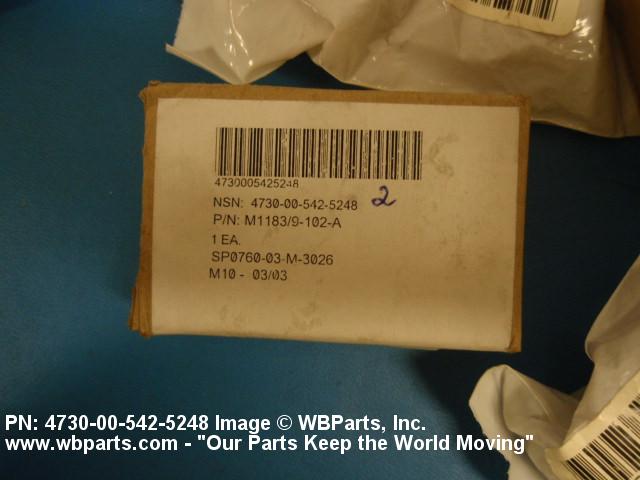 4730005425248
NSN: 4730-00-542-5248 2
P/N: M1183/9-102-A
1 EA.
SP0760-03-M-3026
M10 - 03/03
PN: 4730-00-542-5248 Image © WBParts, Inc.
www.wbparts.com - "Our Parts Keep the World Moving"